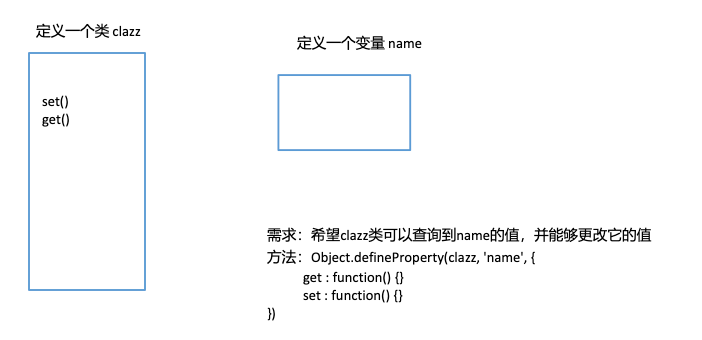 定义一个类 clazz
定义一个变量 name
set()
get()
需求：希望clazz类可以查询到name的值，并能够更改它的值
方法：Object.defineProperty(clazz, 'name', {
get : function() {}
set : function() {}
})